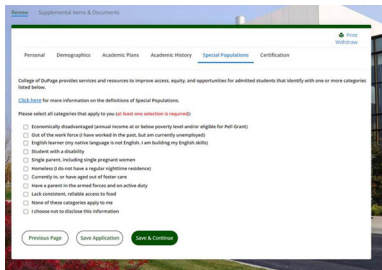 Review Supplemental Items & Documents
Print
Withdraw
Personal Demographics Academic Plans Academic History Special Populations Certification
College of DuPage provides services and resources to improve access, equity, and opportunities for admitted students that identify with one or more categories
listed below.
Click here for more information on the definitions of Special Populations.
Please select all categories that apply to you (at least one selection is required):
Economically disadvantaged (annual income at or below poverty level and/or eligible for Pell Grant)
Out of the work force (I have worked in the past, but am currently unemployed)
English learner (my native language is not English. I am building my English skills)
Student with a disability
Single parent, including single pregnant women
Homeless (I do not have a regular nighttime residence)
Currently in, or have aged out of foster care
Have a parent in the armed forces and on active duty
Lack consistent, reliable access to food
None of these categories apply to me
I choose not to disclose this information
Previous Page Save Application Save & Continue